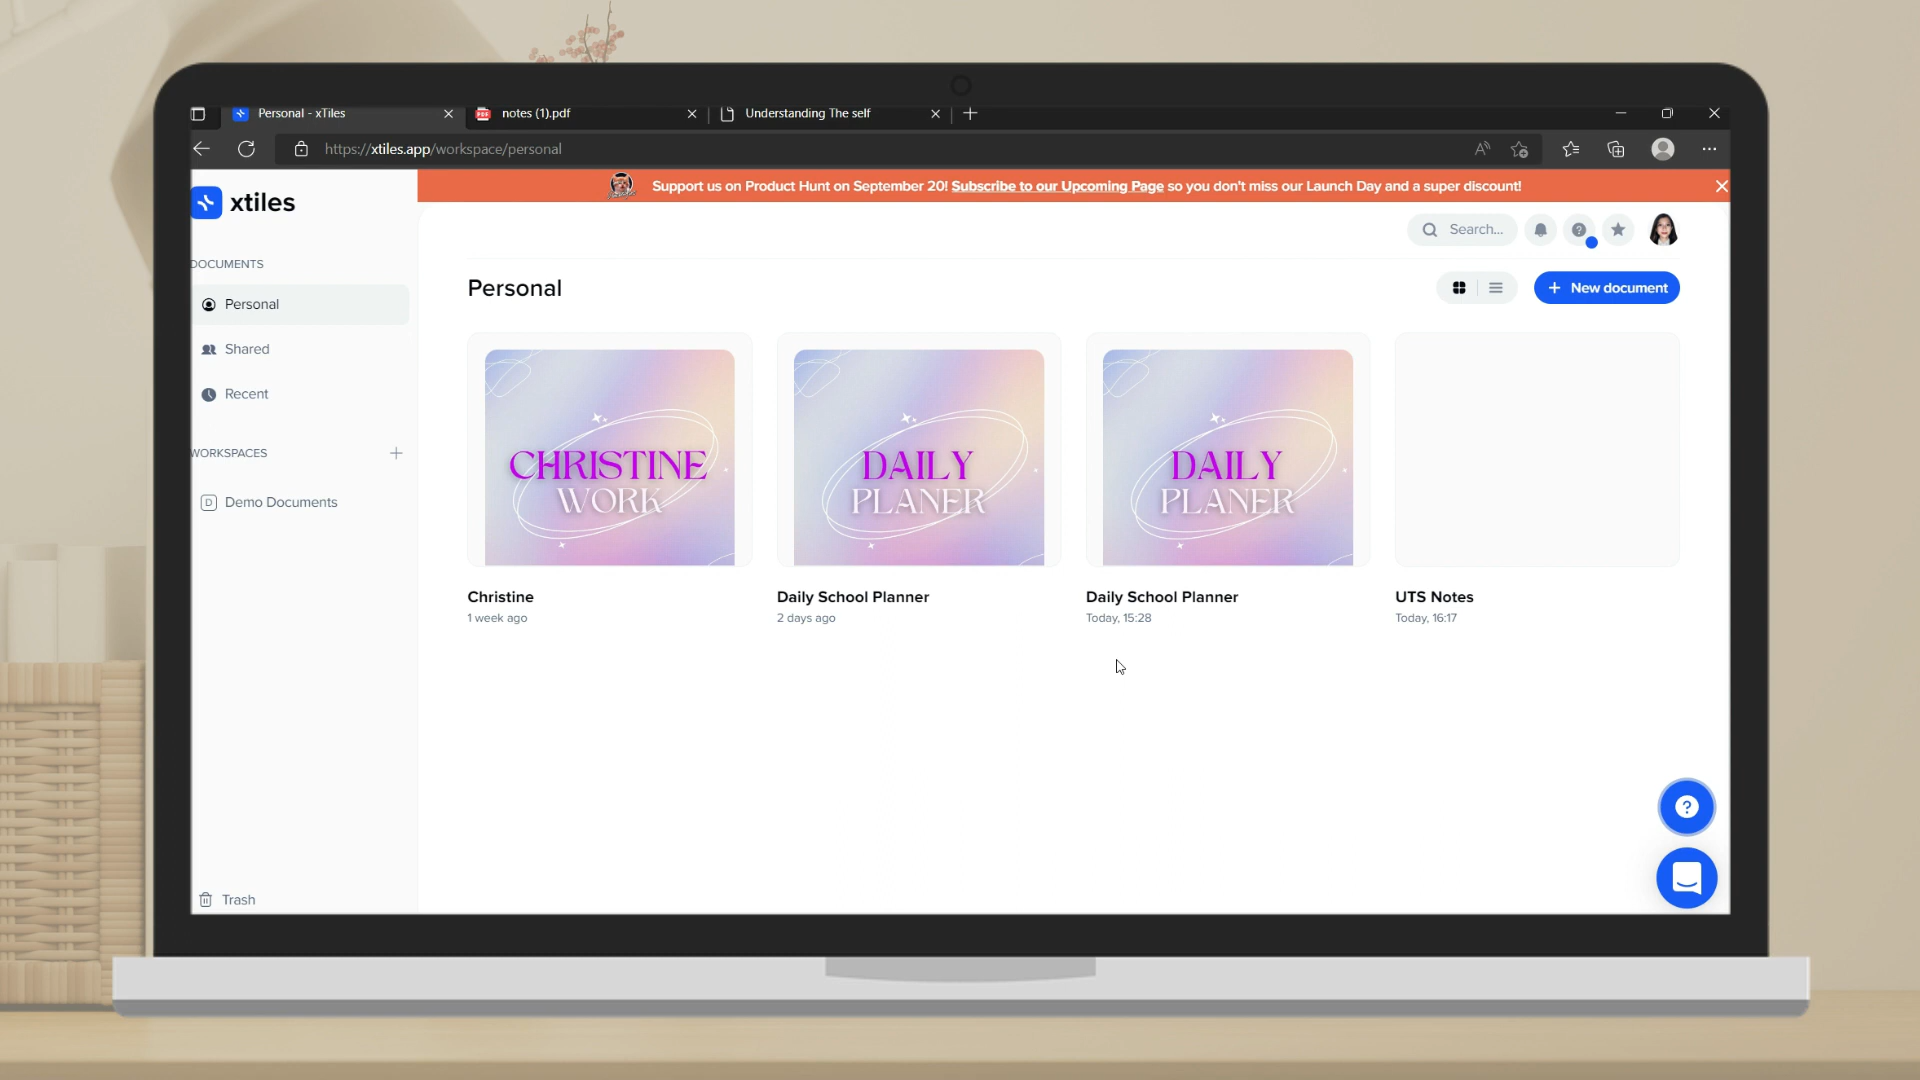 Personal - xTiles
notes (1).pdf
Understanding The self
https://xtiles.app/workspace/personal
Support us on Product Hunt on September 20! Subscribe to our Upcoming Page so you don't miss our Launch Day and a super discount!
xtiles
Search...
DOCUMENTS
Personal
Shared
Recent
WORKSPACES
D Demo Documents
Trash
Personal
+ New document
CHRISTINE
WORK
DAILY
PLANER
DAILY
PLANER
Christine
1 week ago
Daily School Planner
2 days ago
Daily School Planner
Today, 15:28
UTS Notes
Today, 16:17